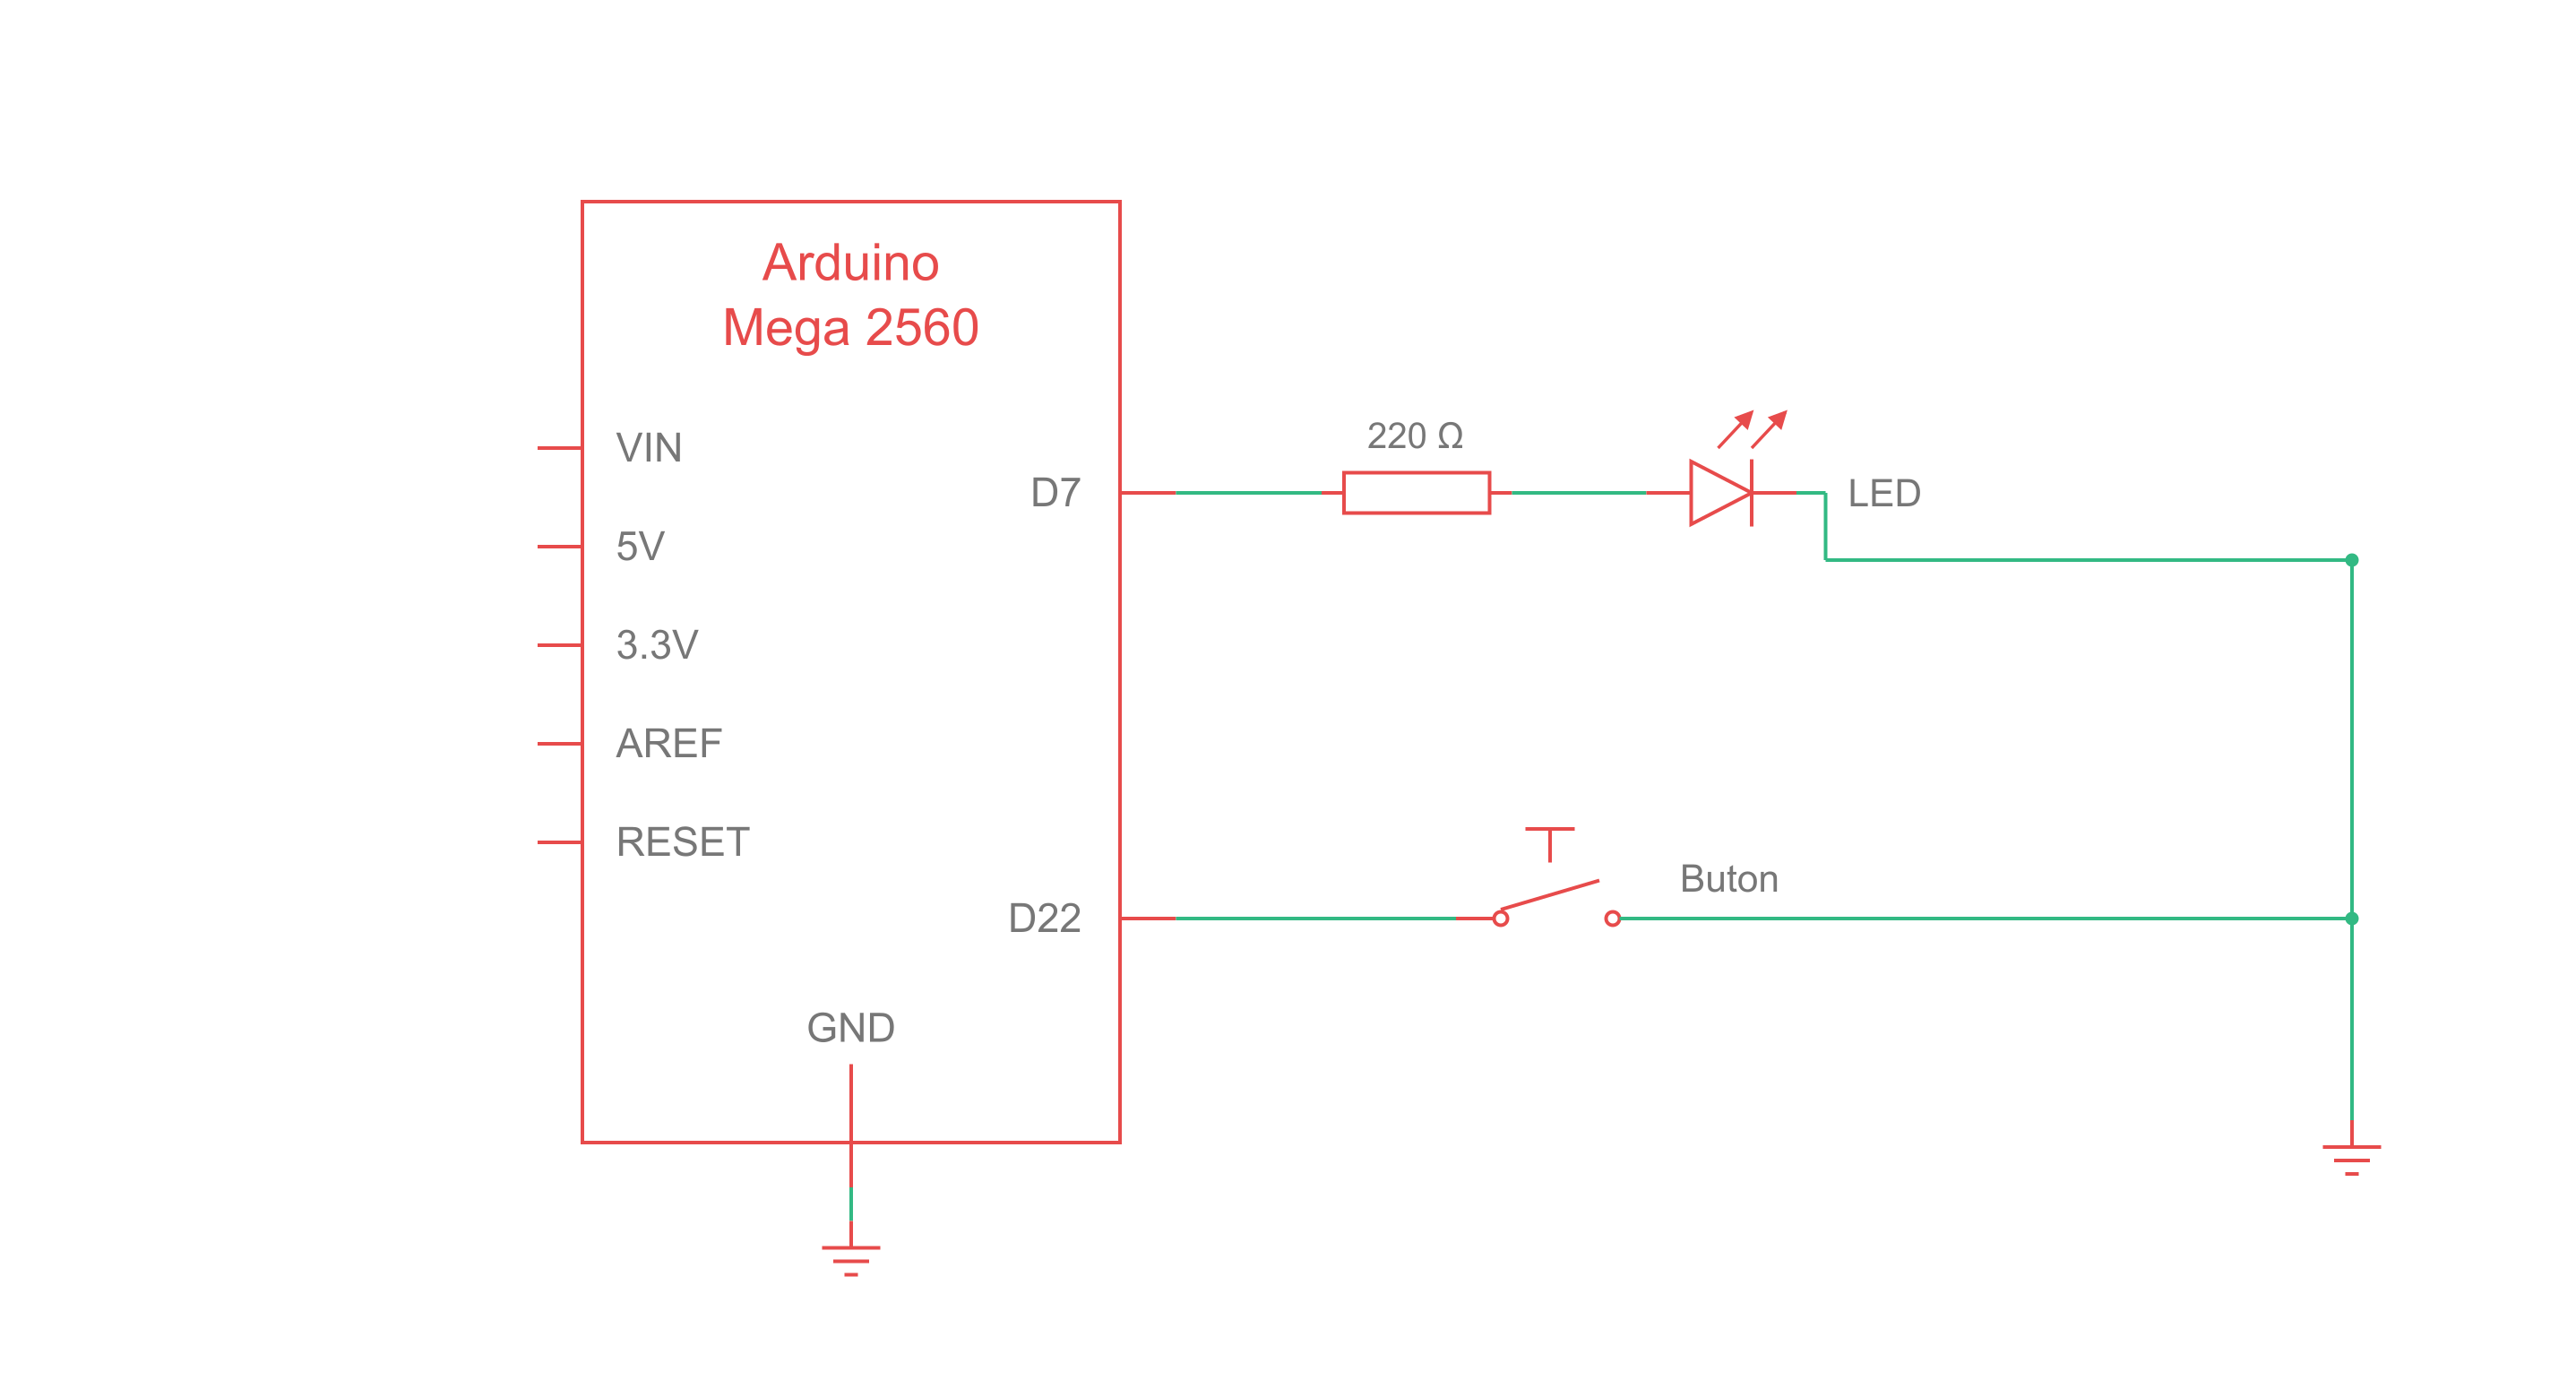 Arduino
Mega 2560
VIN
5V
3.3V
AREF
RESET
D7
D22
GND
220 Ω
LED
Buton